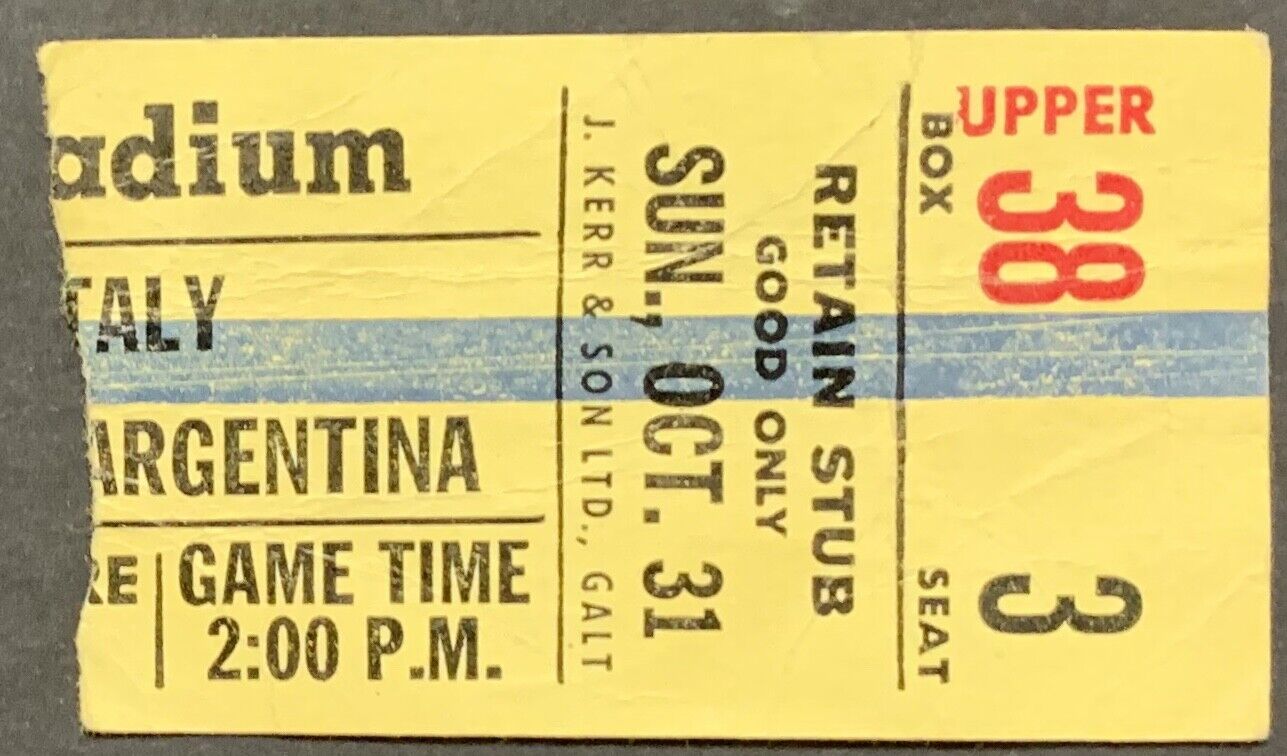 adium
TALY
ARGENTINA
RE
GAME TIME
2:00 P.M.
J. KERR & SON LTD., GALT
SUN., OCT. 31
GOOD ONLY
RETAIN STUB
BOX
UPPER
38
SEAT
3